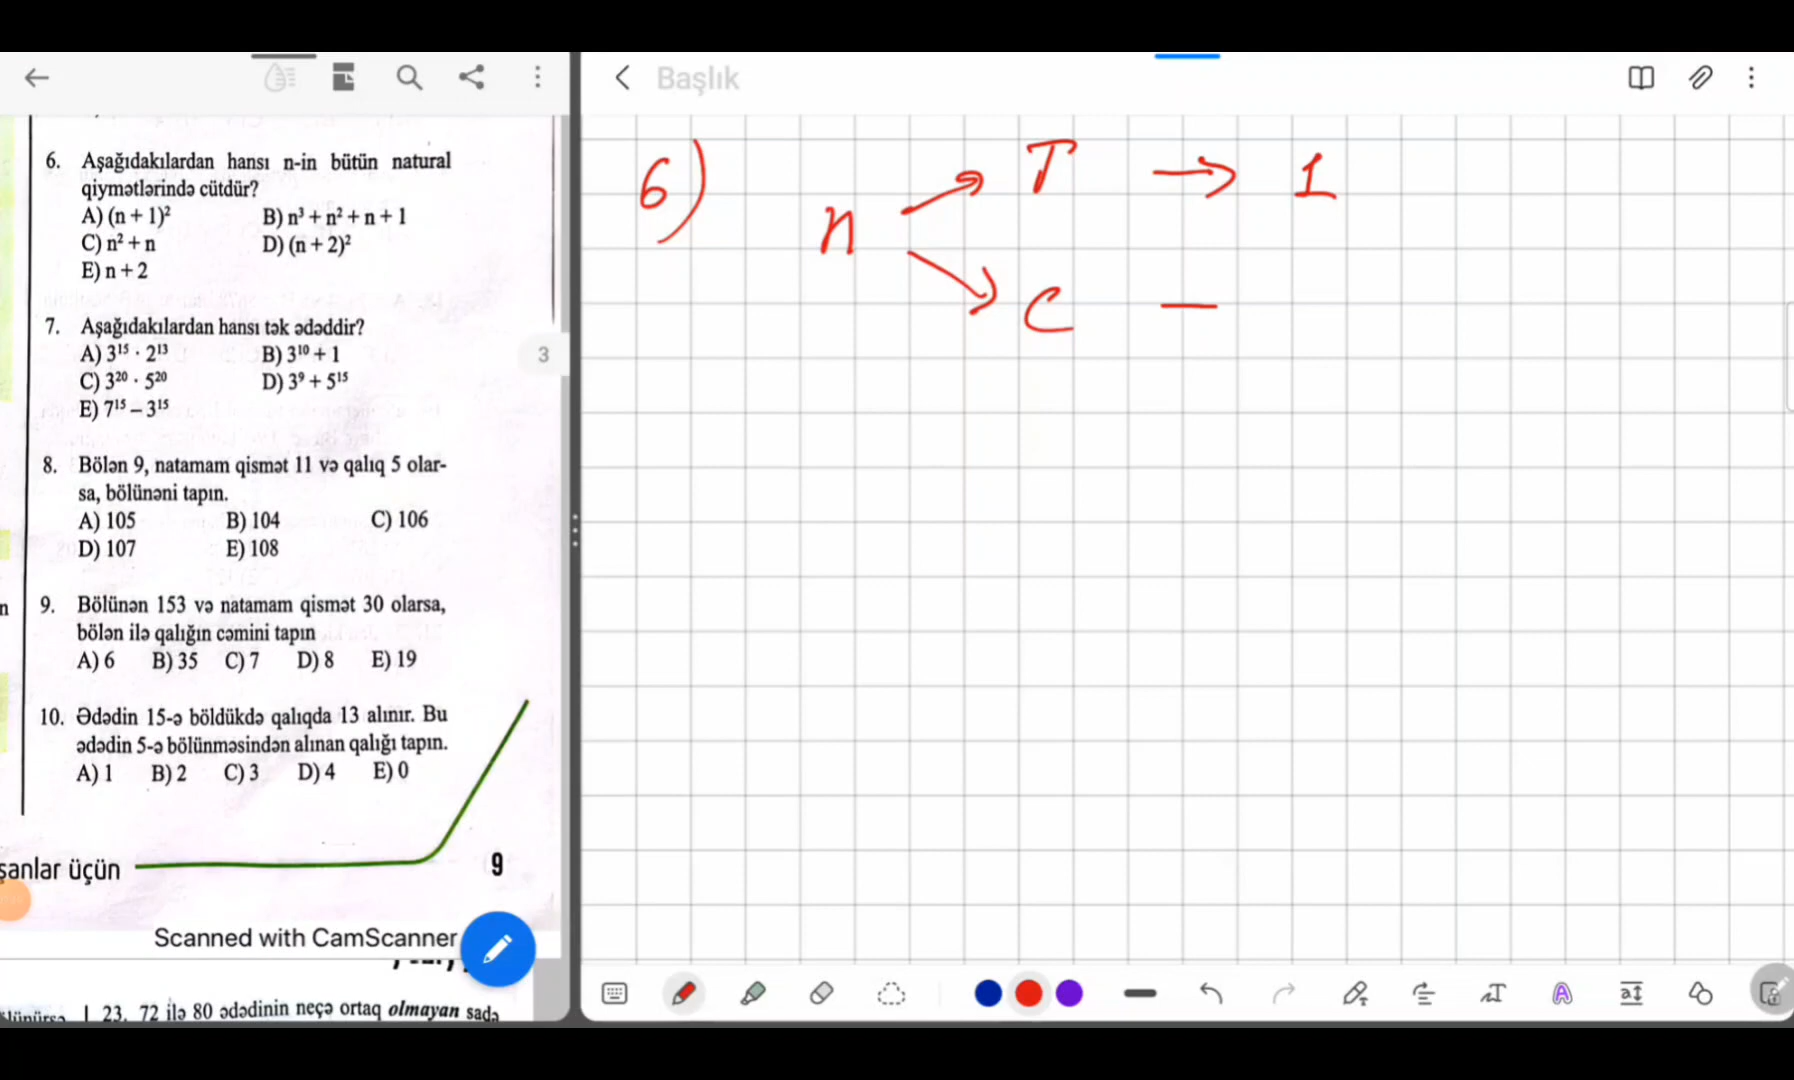 Başlık
6. Aşağıdakılardan hansı n-in bütün natural
qiymətlərində cütdür?
A) (n + 1)² B) n³ + n² + n + 1
C) n² + n D) (n + 2)²
E) n + 2
7. Aşağıdakılardan hansı tək ədəddir?
A) 3¹⁵ · 2¹³ B) 3¹⁰ + 1
C) 3²⁰ · 5²⁰ D) 3⁹ + 5¹⁵
E) 7¹⁵ – 3¹⁵
3
8. Bölən 9, natamam qismət 11 və qalıq 5 olar-
sa, bölünəni tapın.
A) 105 B) 104 C) 106
D) 107 E) 108
n
9. Bölünən 153 və natamam qismət 30 olarsa,
bölən ilə qalığın cəmini tapın
A) 6 B) 35 C) 7 D) 8 E) 19
10. Ədədin 15-ə böldükdə qalıqda 13 alınır. Bu
ədədin 5-ə bölünməsindən alınan qalığı tapın.
A) 1 B) 2 C) 3 D) 4 E) 0
şanlar üçün
9
Scanned with CamScanner
23. 72 ilə 80 ədədinin neçə ortaq olmayan sadə
6)
n → T → 1
→ C —